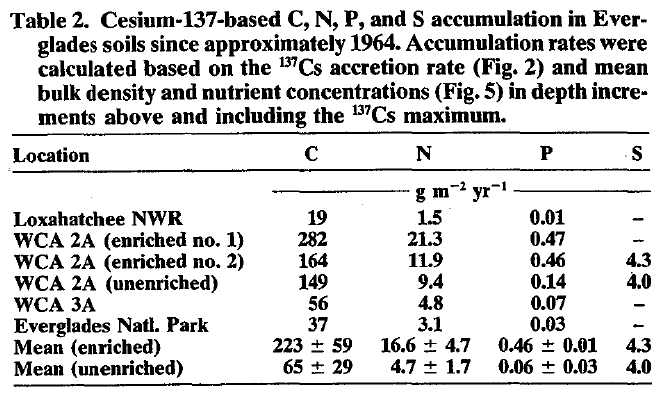 Table 2. Cesium-137-based C, N, P, and S accumulation in Ever-
glades soils since approximately 1964. Accumulation rates were
calculated based on the ¹³⁷Cs accretion rate (Fig. 2) and mean
bulk density and nutrient concentrations (Fig. 5) in depth incre-
ments above and including the ¹³⁷Cs maximum.
Location C N P S
g m⁻² yr⁻¹
Loxahatchee NWR 19 1.5 0.01 –
WCA 2A (enriched no. 1) 282 21.3 0.47 –
WCA 2A (enriched no. 2) 164 11.9 0.46 4.3
WCA 2A (unenriched) 149 9.4 0.14 4.0
WCA 3A 56 4.8 0.07 –
Everglades Natl. Park 37 3.1 0.03 –
Mean (enriched) 223 ± 59 16.6 ± 4.7 0.46 ± 0.01 4.3
Mean (unenriched) 65 ± 29 4.7 ± 1.7 0.06 ± 0.03 4.0